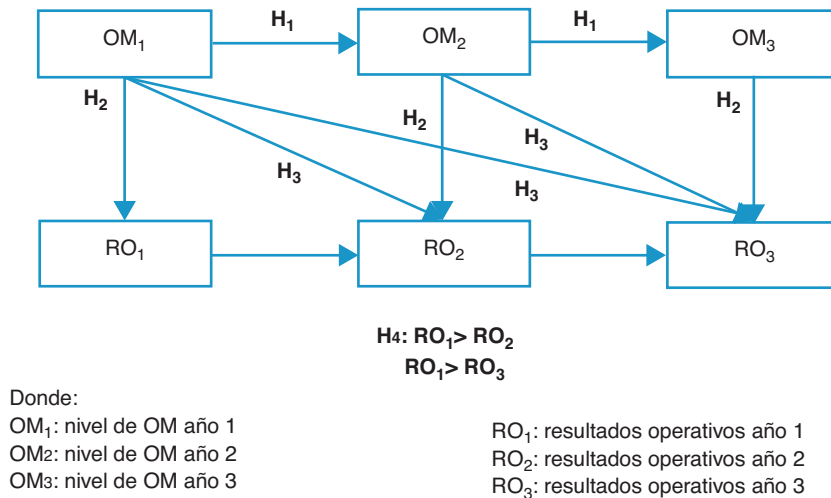 H₁
H₁
OM₁
OM₂
OM₃
H₂
H₂
H₃
H₂
H₃
H₃
RO₁
RO₂
RO₃
H4: RO₁> RO₂
RO₁> RO₃
Donde:
OM₁: nivel de OM año 1
OM2: nivel de OM año 2
OM3: nivel de OM año 3
RO₁: resultados operativos año 1
RO₂: resultados operativos año 2
RO₃: resultados operativos año 3